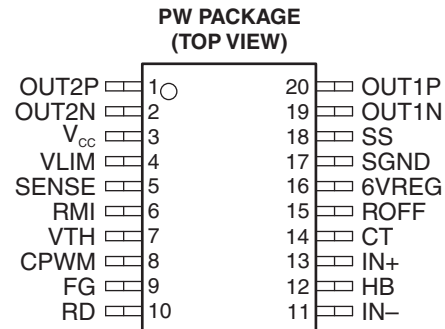 PW PACKAGE
(TOP VIEW)
OUT2P 1 20 OUT1P
OUT2N 2 19 OUT1N
VCC 3 18 SS
VLIM 4 17 SGND
SENSE 5 16 6VREG
RMI 6 15 ROFF
VTH 7 14 CT
CPWM 8 13 IN+
FG 9 12 HB
RD 10 11 IN–